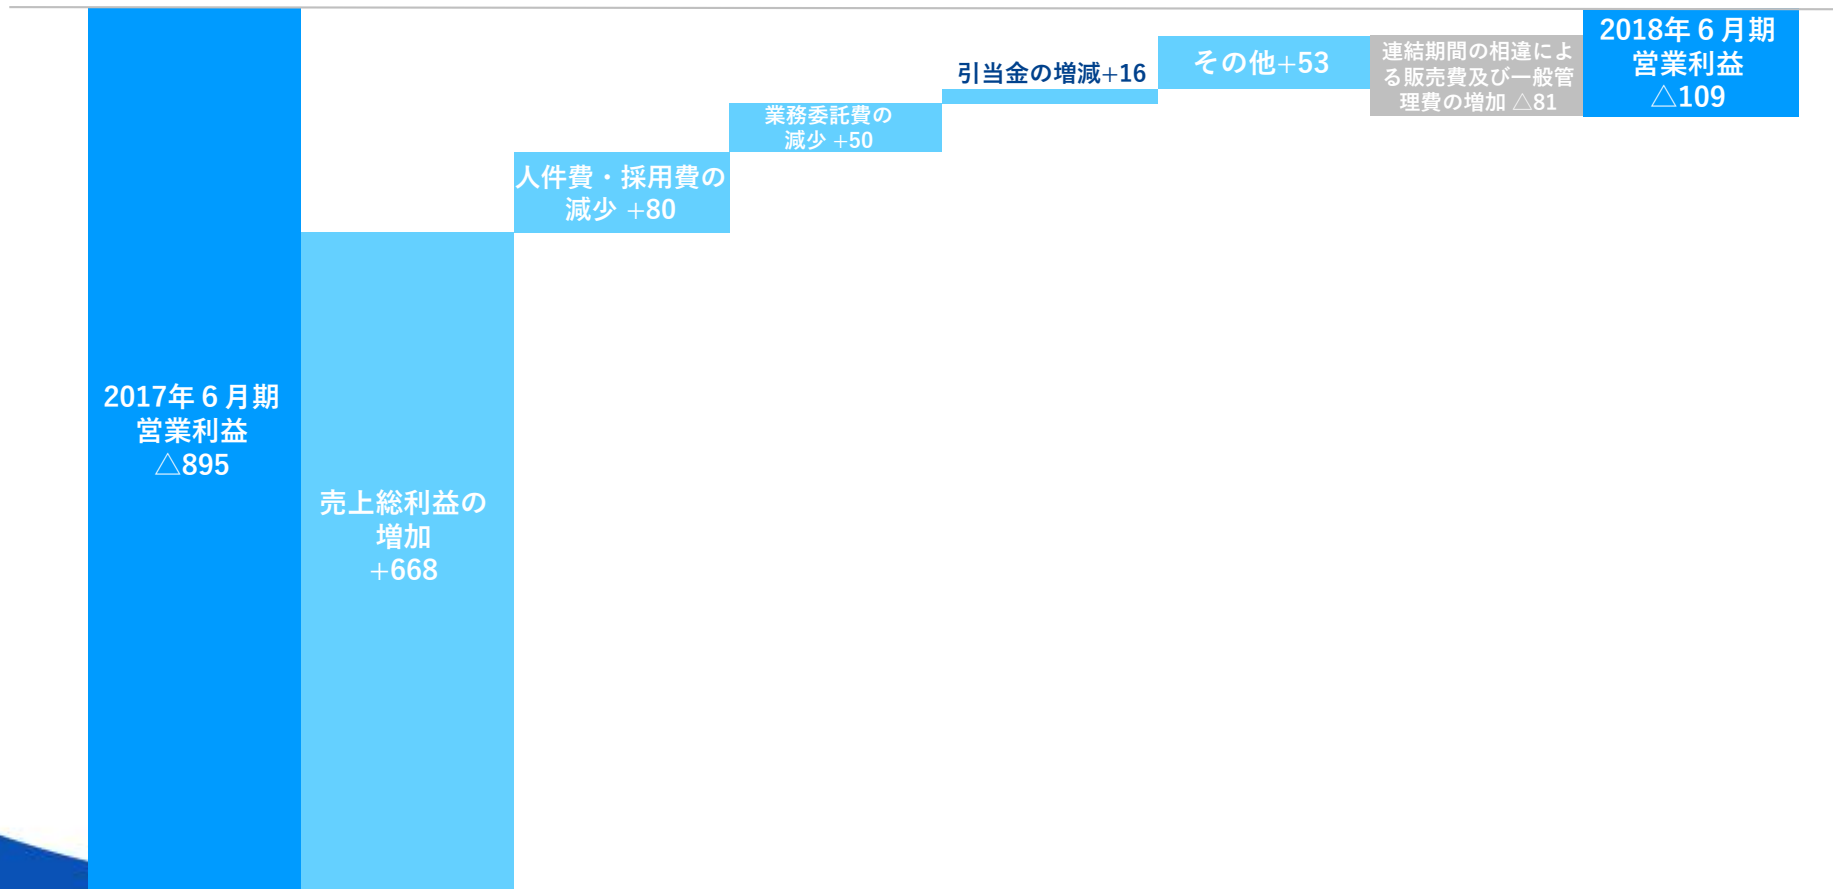 2017年６月期
営業利益
△895
売上総利益の
増加
+668
人件費・採用費の
減少 +80
業務委託費の
減少 +50
引当金の増減+16
その他+53
連結期間の相違によ
る販売費及び一般管
理費の増加 △81
2018年６月期
営業利益
△109